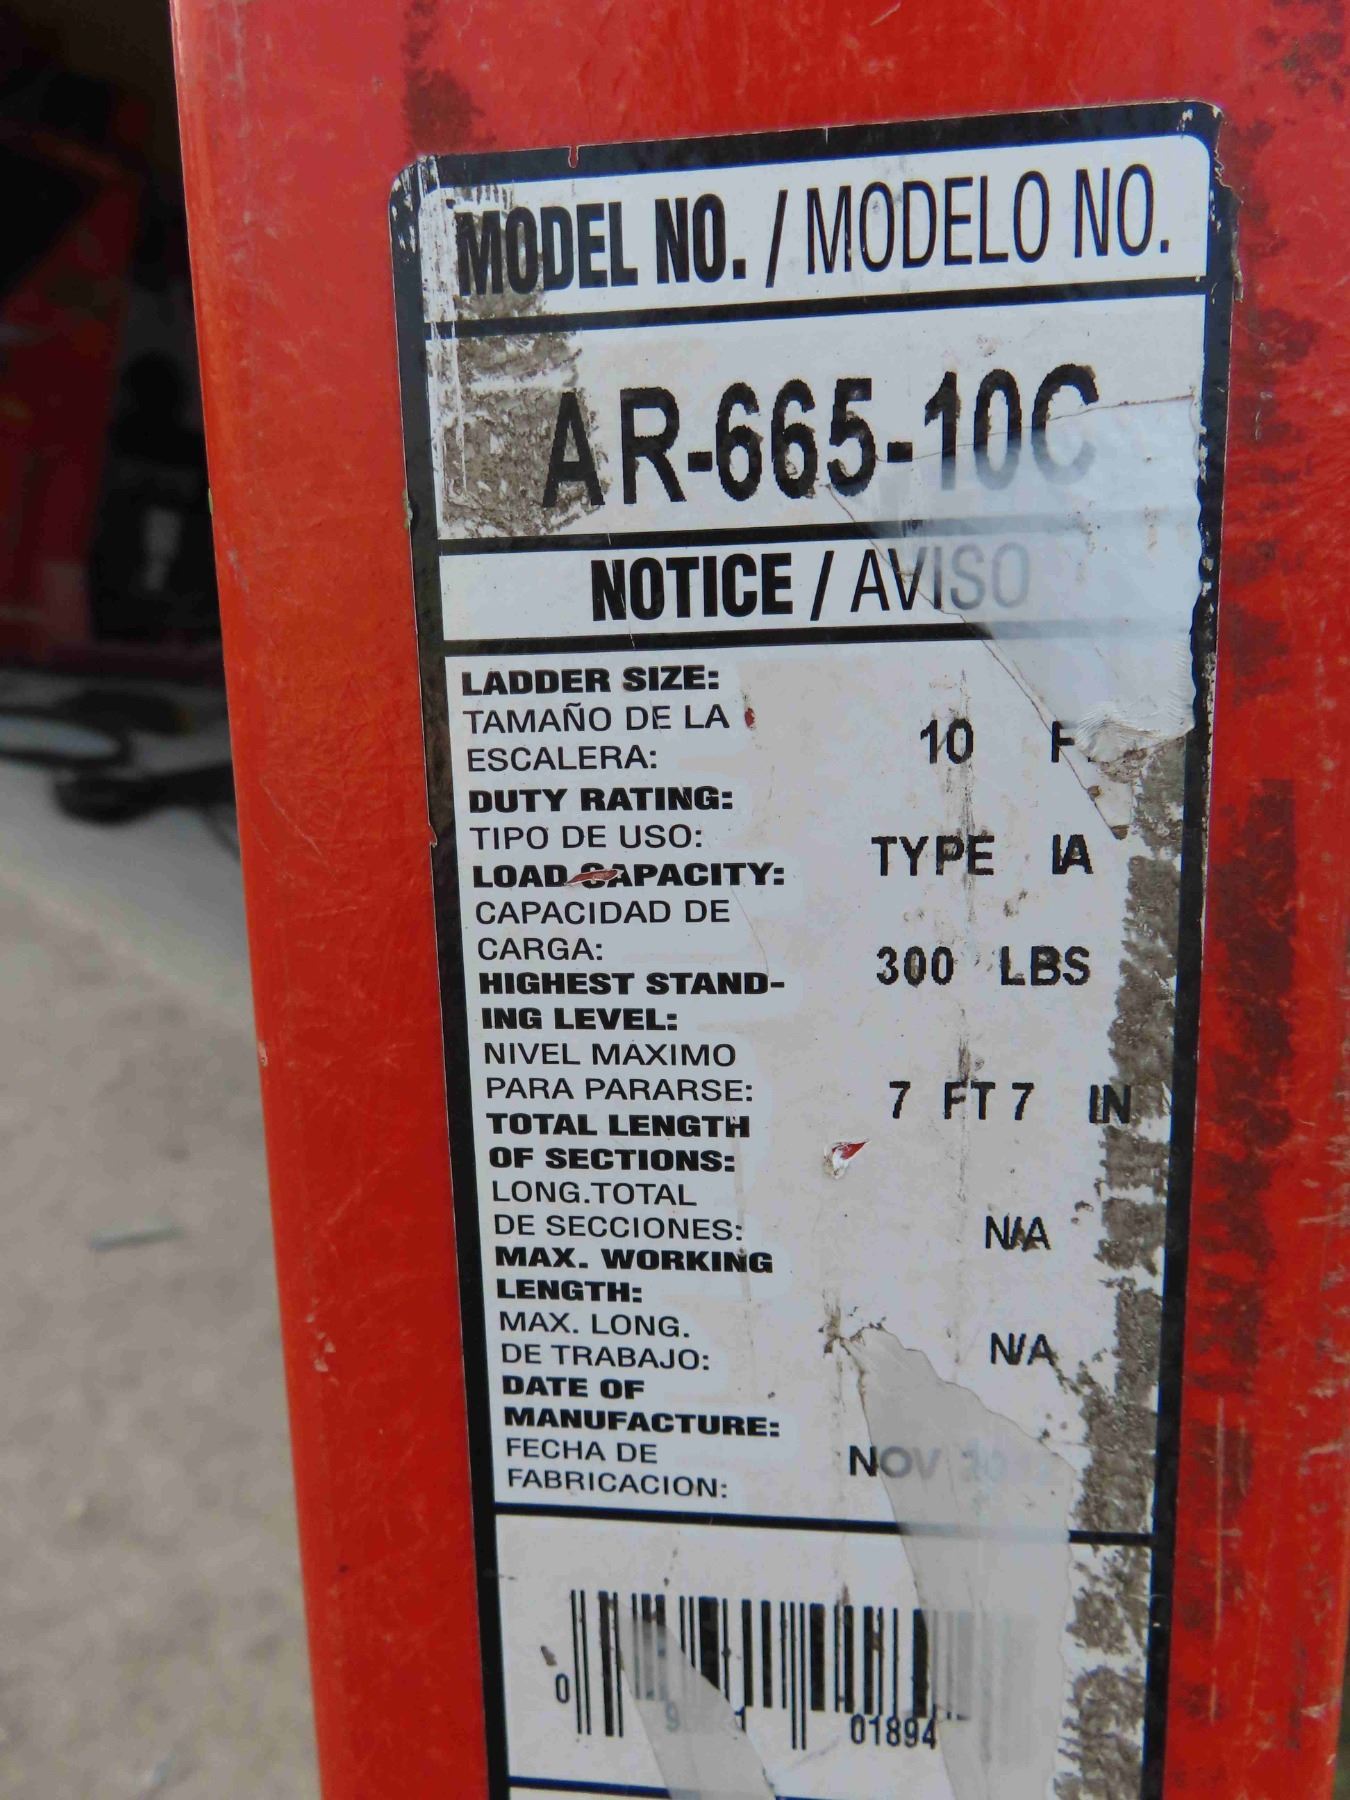 MODEL NO. / MODELO NO.
AR-665-10C
NOTICE / AVISO
LADDER SIZE:
TAMAÑO DE LA
ESCALERA:
10
DUTY RATING:
TIPO DE USO:
TYPE IA
LOAD CAPACITY:
CAPACIDAD DE
CARGA:
300 LBS
HIGHEST STAND-
ING LEVEL:
NIVEL MAXIMO
PARA PARARSE:
7 FT 7 IN
TOTAL LENGTH
OF SECTIONS:
LONG.TOTAL
DE SECCIONES:
N/A
MAX. WORKING
LENGTH:
MAX. LONG.
DE TRABAJO:
N/A
DATE OF
MANUFACTURE:
FECHA DE
FABRICACION:
NOV
0 01894